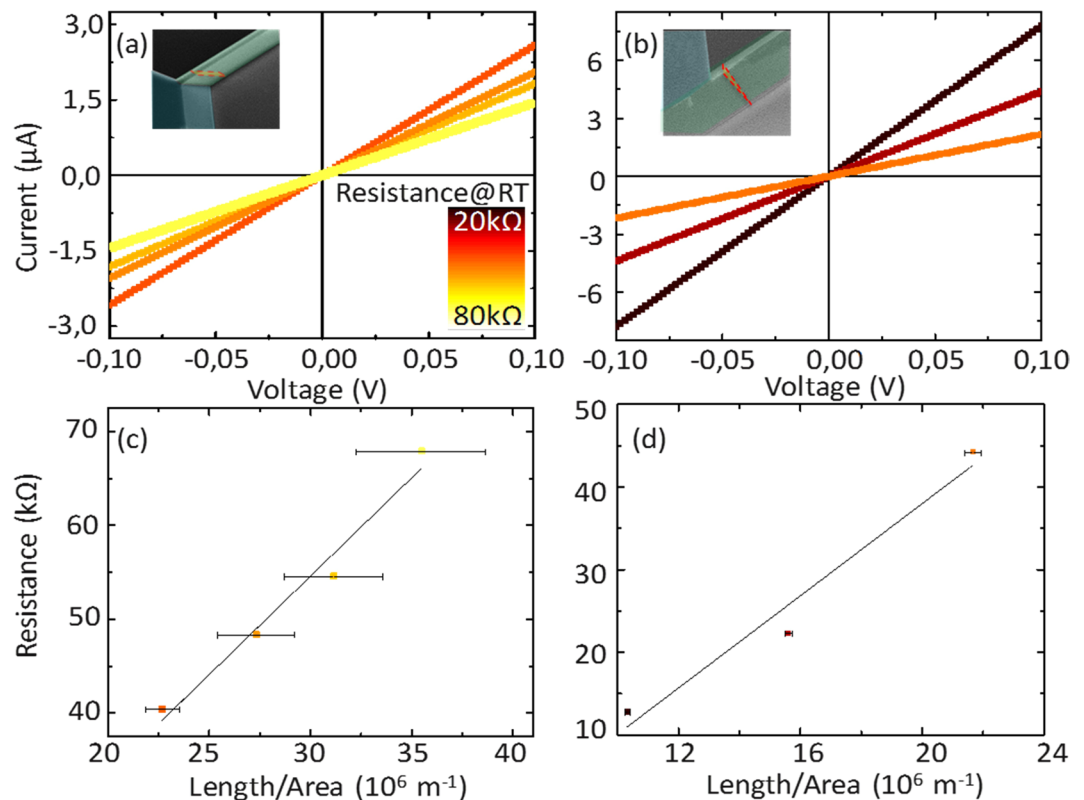 (a)
3,0
1,5
0,0
-1,5
-3,0
Current (µA)
Resistance@RT
20kΩ
80kΩ
-0,10 -0,05 0,00 0,05 0,10
Voltage (V)
(b)
6
3
0
-3
-6
-0,10 -0,05 0,00 0,05 0,10
Voltage (V)
(c)
70
60
50
40
Resistance (kΩ)
20 25 30 35 40
Length/Area (10⁶ m⁻¹)
(d)
50
40
30
20
10
12 16 20 24
Length/Area (10⁶ m⁻¹)